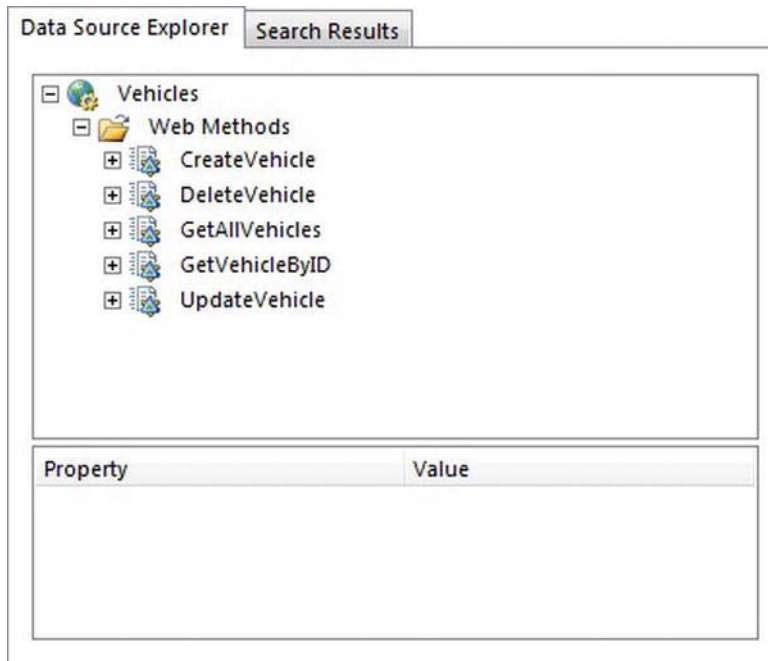 Data Source Explorer Search Results
Vehicles
Web Methods
CreateVehicle
DeleteVehicle
GetAllVehicles
GetVehicleByID
UpdateVehicle
Property Value